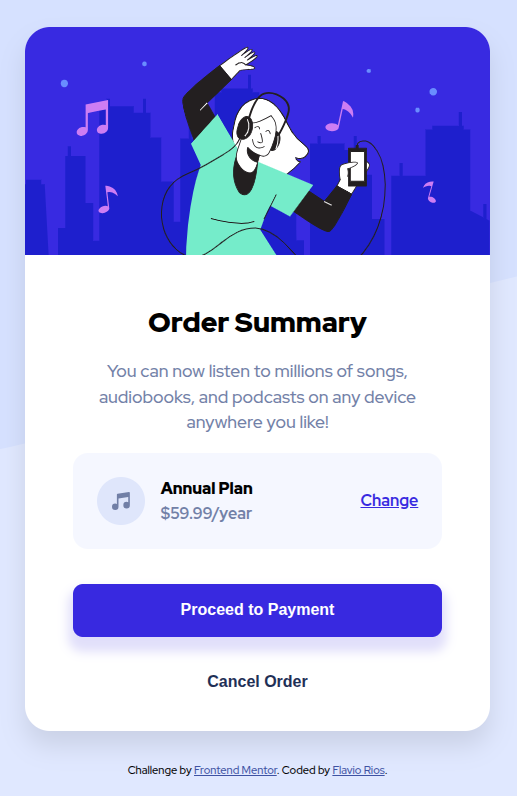 Order Summary
You can now listen to millions of songs,
audiobooks, and podcasts on any device
anywhere you like!
Annual Plan
$59.99/year
Change
Proceed to Payment
Cancel Order
Challenge by Frontend Mentor. Coded by Flavio Rios.